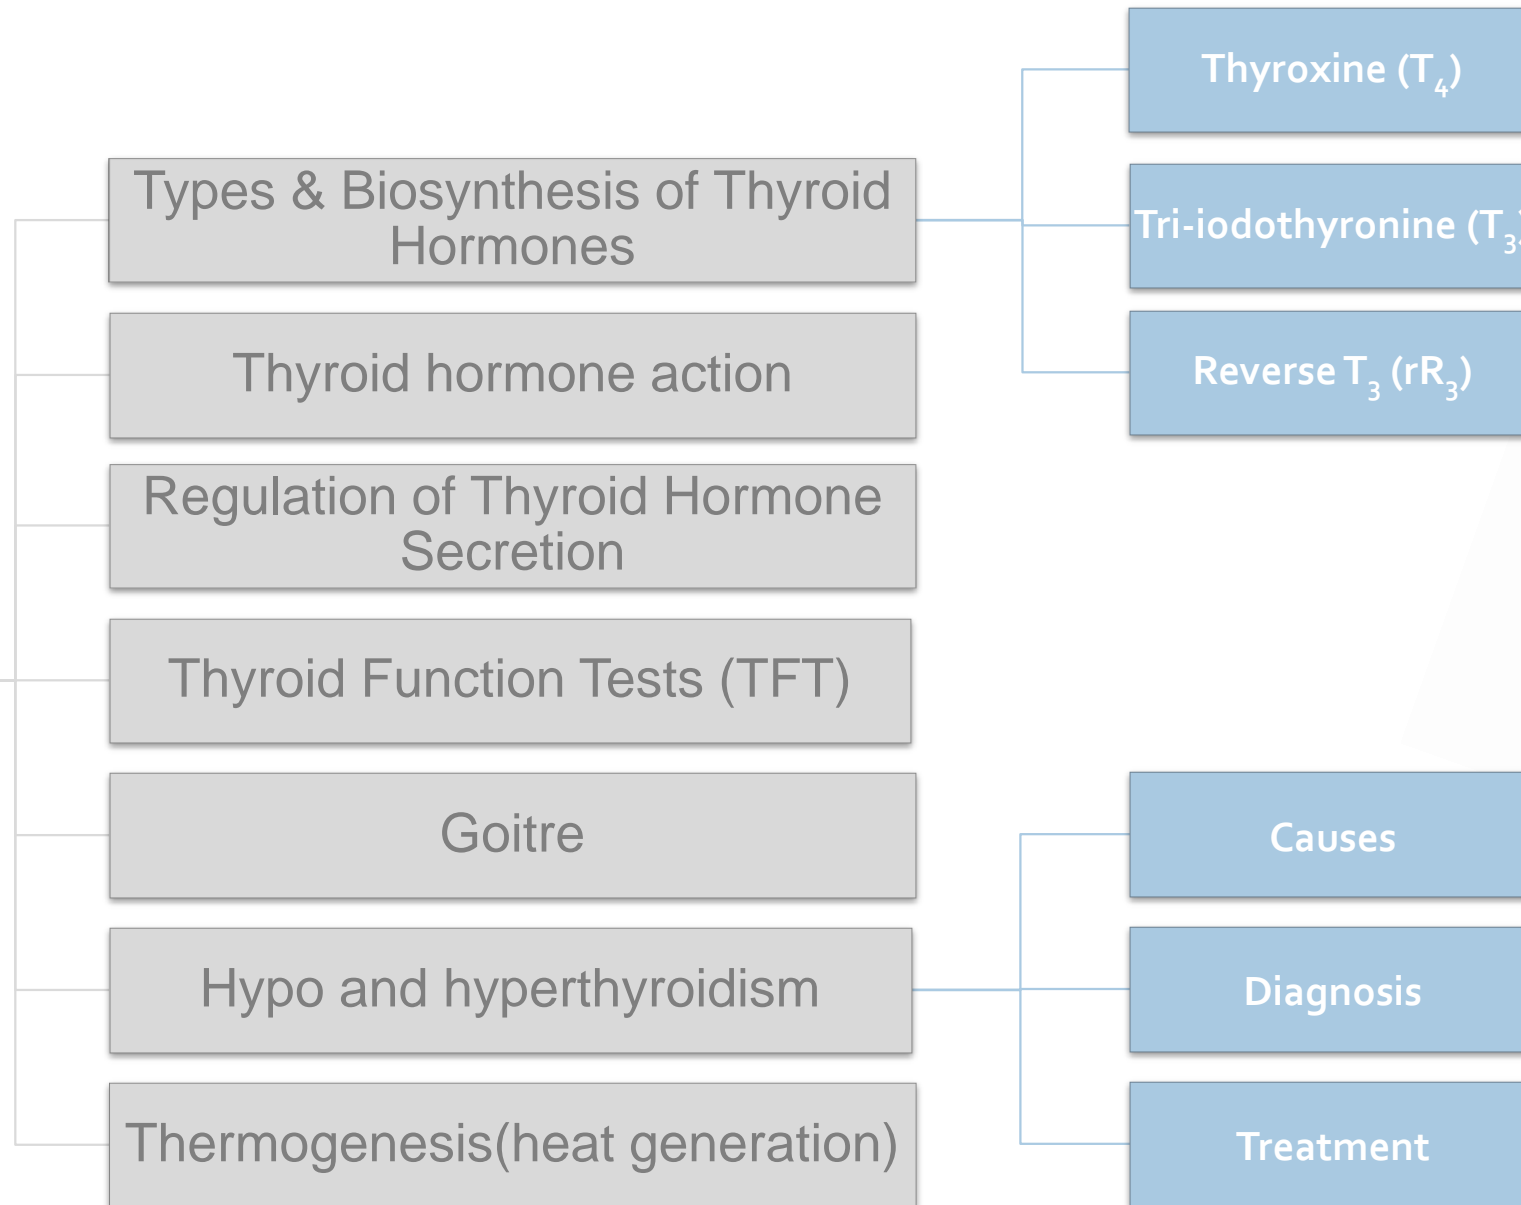 Types & Biosynthesis of Thyroid
Hormones
Thyroxine (T₄)
Tri-iodothyronine (T₃)
Reverse T₃ (rR₃)
Thyroid hormone action
Regulation of Thyroid Hormone
Secretion
Thyroid Function Tests (TFT)
Goitre
Hypo and hyperthyroidism
Causes
Diagnosis
Treatment
Thermogenesis(heat generation)